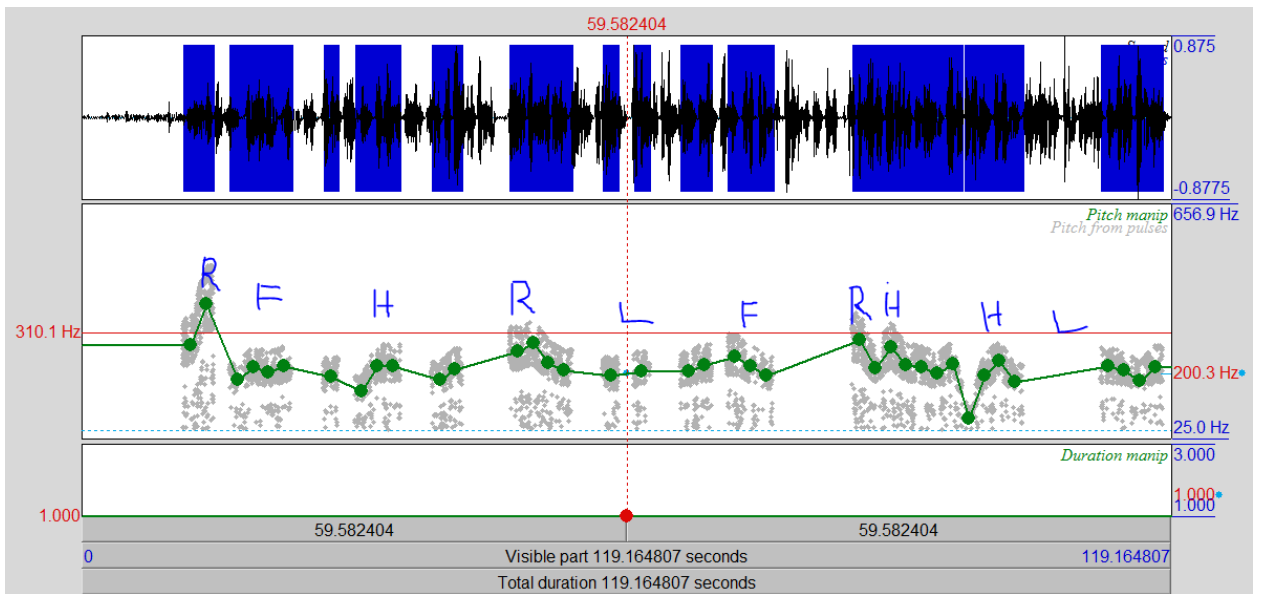 59.582404
0.875
-0.8775
Pitch manip
Pitch from pulses
656.9 Hz
R F H R L F R H H L
310.1 Hz
200.3 Hz
25.0 Hz
Duration manip
3.000
1.000
1.000
1.000
59.582404 59.582404
0 Visible part 119.164807 seconds 119.164807
Total duration 119.164807 seconds